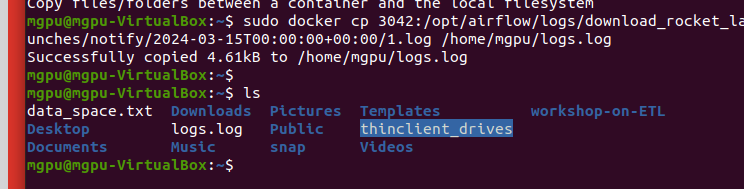 Copy files/folders between a container and the local filesystem
mgpu@mgpu-VirtualBox:~$ sudo docker cp 3042:/opt/airflow/logs/download_rocket_la
unches/notify/2024-03-15T00:00:00+00:00/1.log /home/mgpu/logs.log
Successfully copied 4.61kB to /home/mgpu/logs.log
mgpu@mgpu-VirtualBox:~$
mgpu@mgpu-VirtualBox:~$ ls
data_space.txt Downloads Pictures Templates workshop-on-ETL
Desktop logs.log Public thinclient_drives
Documents Music snap Videos
mgpu@mgpu-VirtualBox:~$